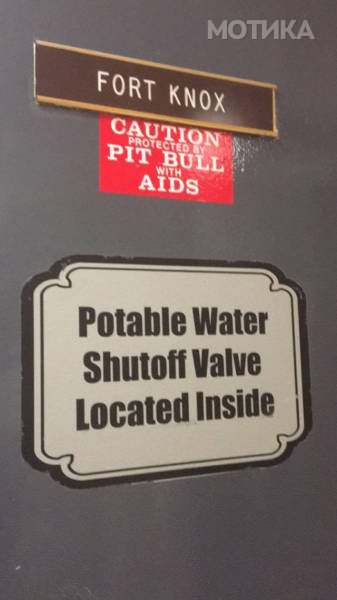 МОТИКА
FORT KNOX
CAUTION
PROTECTED BY
PIT BULL
WITH
AIDS
Potable Water
Shutoff Valve
Located Inside